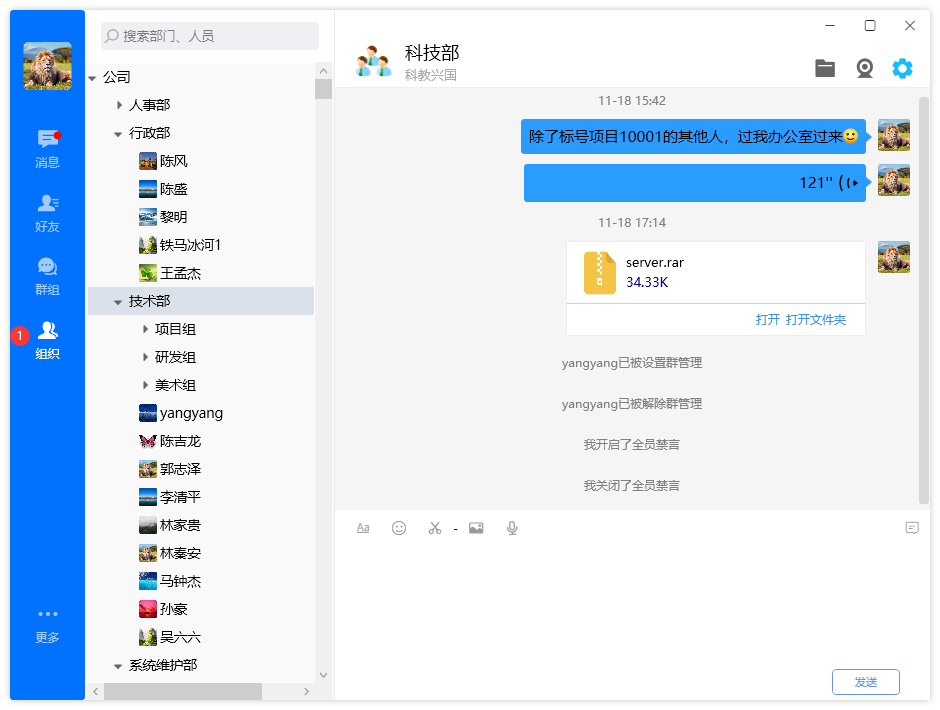 搜索部门、人员
消息
好友
群组
1
组织
更多
公司
人事部
行政部
陈风
陈盛
黎明
铁马冰河1
王孟杰
技术部
项目组
研发组
美术组
yangyang
陈吉龙
郭志泽
李清平
林家贵
林秦安
马钟杰
孙豪
吴六六
系统维护部
科技部
科教兴国
11-18 15:42
除了标号项目10001的其他人，过我办公室过来
121''
11-18 17:14
server.rar
34.33K
打开 打开文件夹
yangyang已被设置群管理
yangyang已被解除群管理
我开启了全员禁言
我关闭了全员禁言
Aa
发送